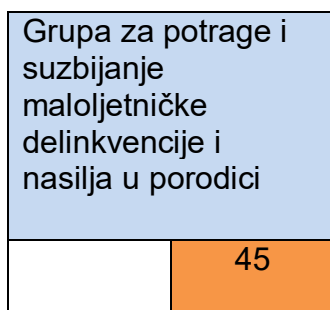 Grupa za potrage i
suzbijanje
maloljetničke
delinkvencije i
nasilja u porodici
45